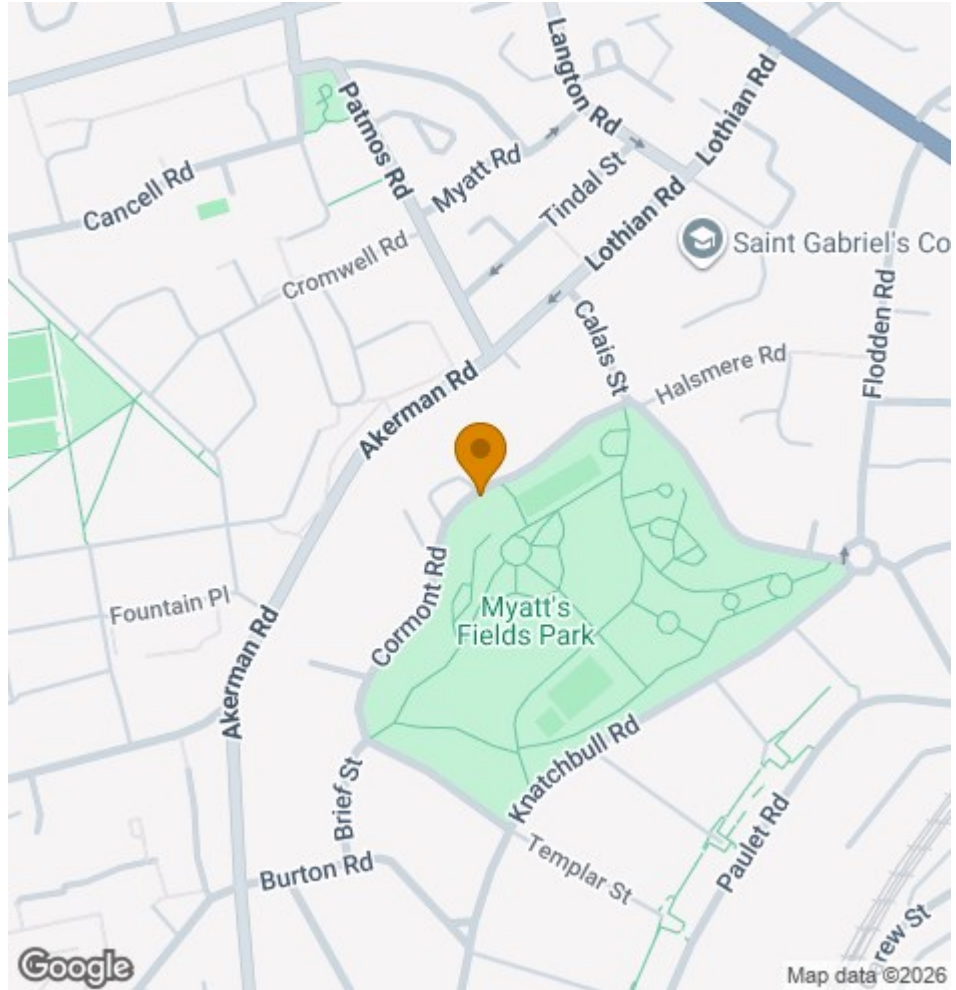 Langton Rd
Lothian Rd
Patmos Rd
Myatt Rd
Tindal St
Cancell Rd
Lothian Rd
Saint Gabriel's Co
Cromwell Rd
Calais St
Flodden Rd
Halsmere Rd
Akerman Rd
Cormont Rd
Fountain Pl
Myatt's
Fields Park
Akerman Rd
Knatchbull Rd
Brief St
Paulet Rd
Burton Rd
Templar St
arew St
Google
Map data ©2026